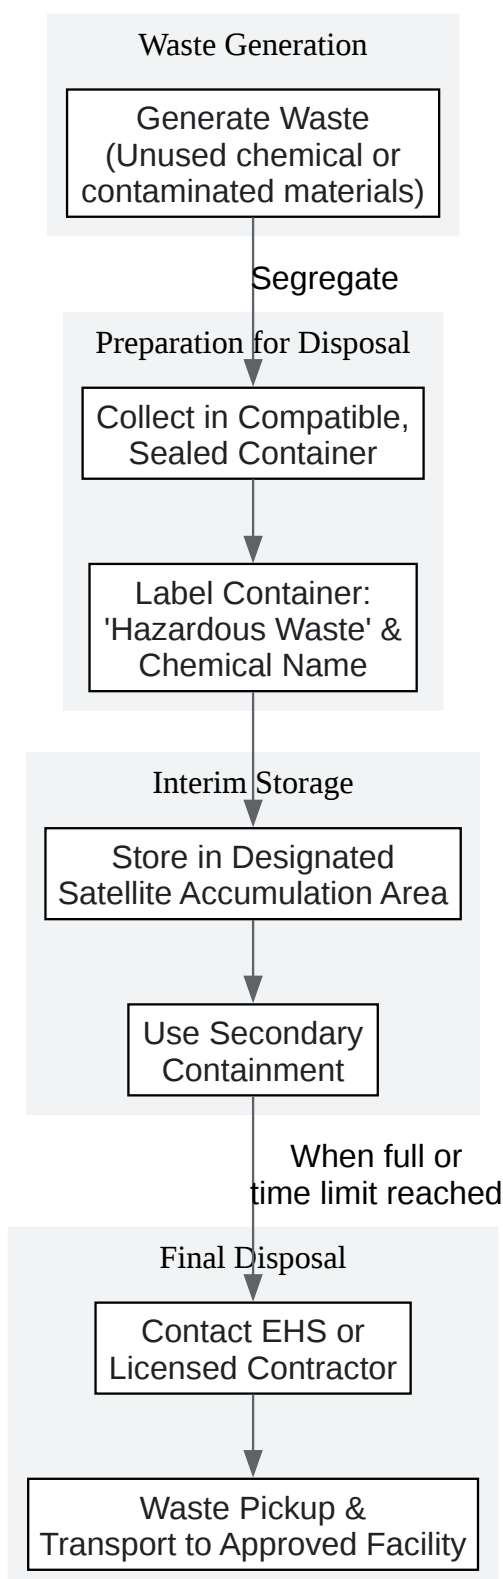 Waste Generation
Generate Waste
(Unused chemical or
contaminated materials)
Segregate
Preparation for Disposal
Collect in Compatible,
Sealed Container
Label Container:
'Hazardous Waste' &
Chemical Name
Interim Storage
Store in Designated
Satellite Accumulation Area
Use Secondary
Containment
When full or
time limit reached
Final Disposal
Contact EHS or
Licensed Contractor
Waste Pickup &
Transport to Approved Facility